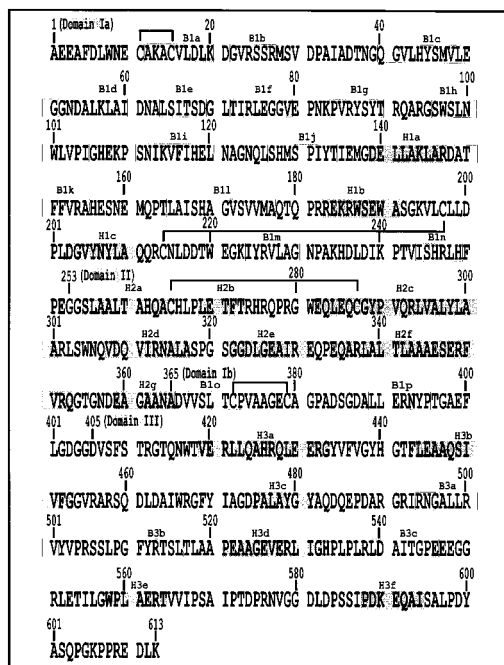 1 (Domain Ia) 20 40
B1a B1b B1c
AEEAFDLWNE CAKACVLDLK DGVRSSRMSV DPAIADTNGQ GVLHYSMVLE
60 80 100
B1d B1e B1f B1g B1h
GGNDALKLAI DNALSITSDG LTIRLEGGVE PNKPVRYSYT RQARGSWSLN
101 120 140
B1i B1j H1a
WLVPIGHEKP SNIKVFIHEL NAGNQLSHMS PIYTIEMGDE LLAKLARDAT
160 180 200
B1k B1l H1b
FFVRAHESNE MQPTLAISHA GVSVVMAQTQ PRREKRWSEW ASGKVLCLLD
201 220 240
H1c B1m B1n
PLDGVYNYLA QQRCNLDDTW EGKIYRVLAG NPAKHDLDIK PTVISHRLHF
253 (Domain II) 280 300
H2a H2b H2c
PEGGSLAALT AHQACHLPLE TFTRHRQPRG WEQLEQCGYP VQRLVALYLA
301 320 340
H2d H2e H2f
ARLSWNQVDQ VIRNALASPG SGGDLGEAIR EQPEQARLAL TLAAAESERF
360 365 (Domain Ib) 380 400
H2g B1o B1p
VRQGTGNDEA GAANADVVSLT CPVAAGECA GPADSGDALL ERNYPTGAEF
401 405 (Domain III) 420 440
H3a H3b
LGDGGDVSFS TRGTQNWTVE RLLQAHRQLE ERGYVFVGYH GTFLEAAQSI
460 480 500
H3c B3a
VFGGVRARSQ DLDAIWRGFY IAGDPALAYG YAQDQEPDAR GRIRNGALLR
501 520 540
B3b H3d B3c
VYVPRSSLPG FYRTSLTLAA PEAAGEVERL IGHPLPLRLD AITGPEEEGG
560 580 600
H3e H3f
RLETILGWPL AERTVVIPSA IPTDPRNVGG DLDPSSIPDK EQAISALPDY
601 613
ASQPGKPPRE DLK